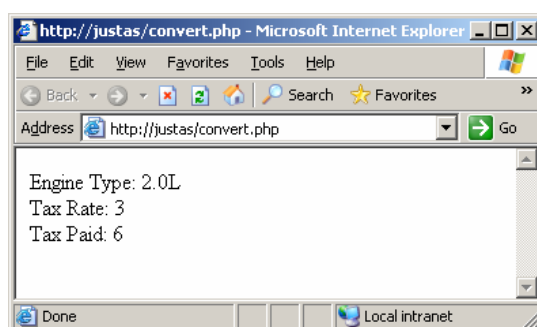 http://justas/convert.php - Microsoft Internet Explorer
File Edit View Favorites Tools Help
Back Search Favorites »
Address http://justas/convert.php Go
Engine Type: 2.0L
Tax Rate: 3
Tax Paid: 6
Done Local intranet